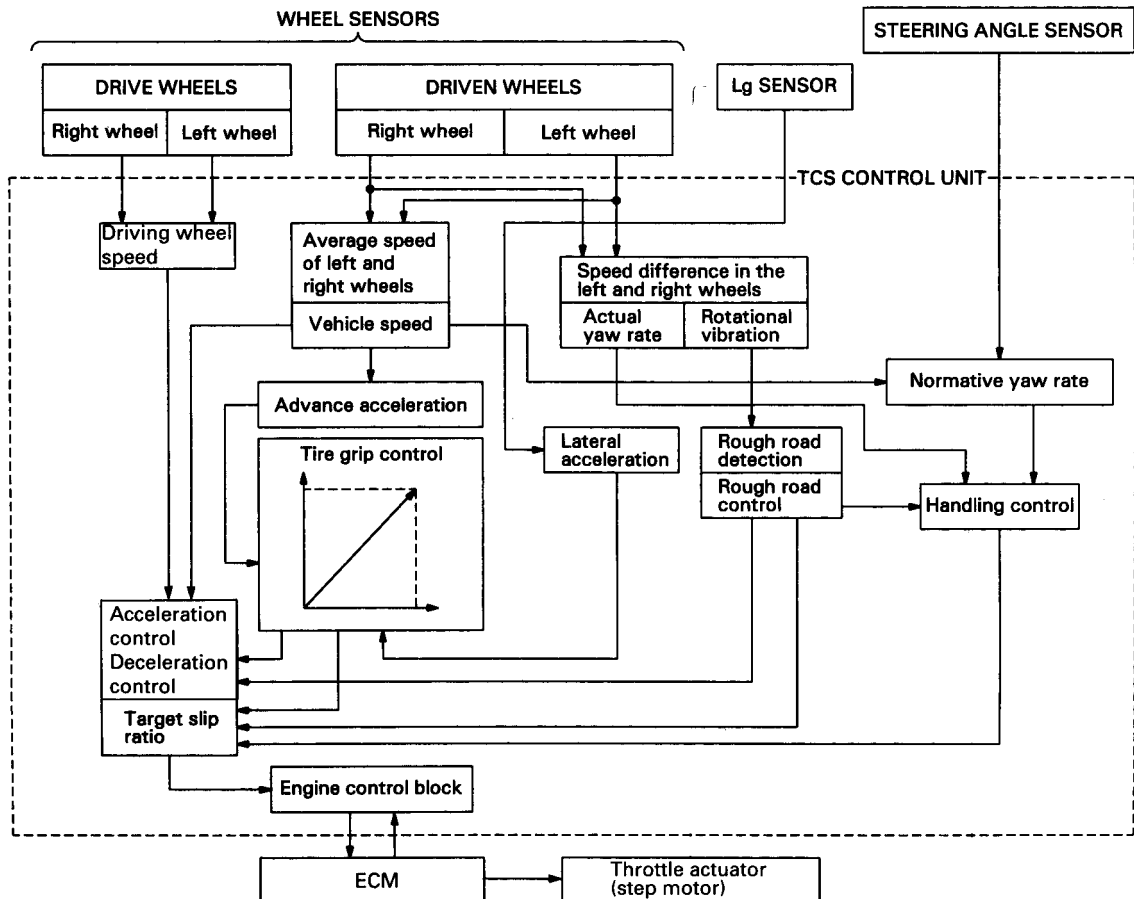 WHEEL SENSORS
STEERING ANGLE SENSOR
DRIVE WHEELS
Right wheel
Left wheel
DRIVEN WHEELS
Right wheel
Left wheel
Lg SENSOR
TCS CONTROL UNIT
Driving wheel
speed
Average speed
of left and
right wheels
Vehicle speed
Speed difference in the
left and right wheels
Actual
yaw rate
Rotational
vibration
Normative yaw rate
Advance acceleration
Tire grip control
Lateral
acceleration
Rough road
detection
Rough road
control
Handling control
Acceleration
control
Deceleration
control
Target slip
ratio
Engine control block
ECM
Throttle actuator
(step motor)